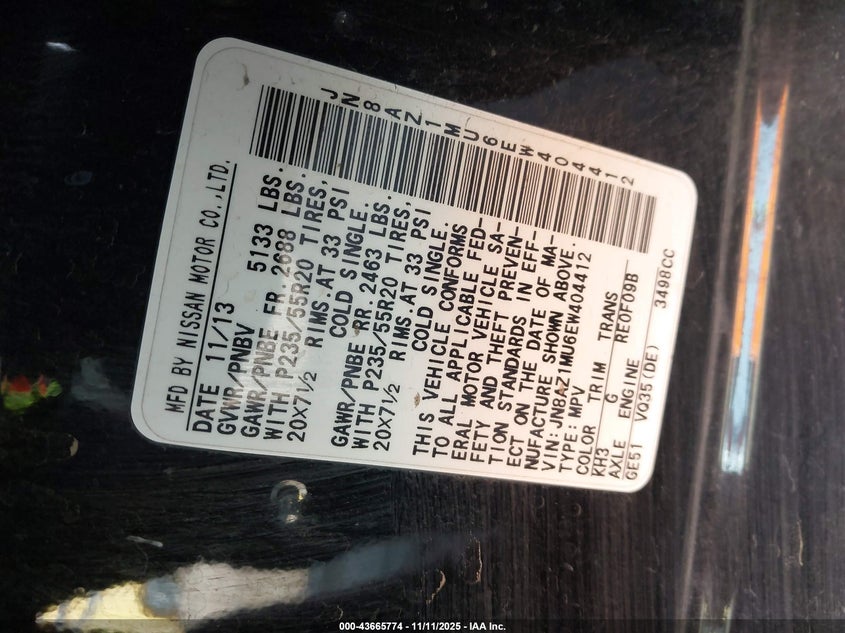 JN8AZ1MU6EW404412
MFD BY NISSAN MOTOR CO.,LTD.
DATE 11/13
GVWR/PNBV 5133 LBS.
GAWR/PNBE FR.2688 LBS.
WITH P235/55R20 TIRES,
20X7 1/2 RIMS.AT 33 PSI
COLD SINGLE.
GAWR/PNBE RR.2463 LBS.
WITH P235/55R20 TIRES,
20X7 1/2 RIMS.AT 33 PSI
COLD SINGLE.
THIS VEHICLE CONFORMS
TO ALL APPLICABLE FED-
ERAL MOTOR VEHICLE SA-
FETY AND THEFT PREVEN-
TION STANDARDS IN EFF-
ECT ON THE DATE OF MA-
NUFACTURE SHOWN ABOVE.
VIN:JN8AZ1MU6EW404412
TYPE: MPV
COLOR TRIM TRANS
KH3 G RE0F09B
AXLE ENGINE
GE51 VQ35(DE) 3498CC
000-43665774 - 11/11/2025 - IAA Inc.